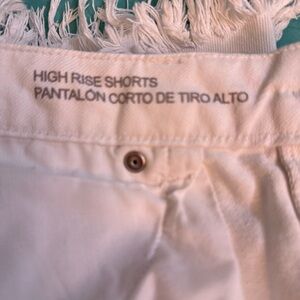 HIGH RISE SHORTS
PANTALÓN CORTO DE TIRO ALTO